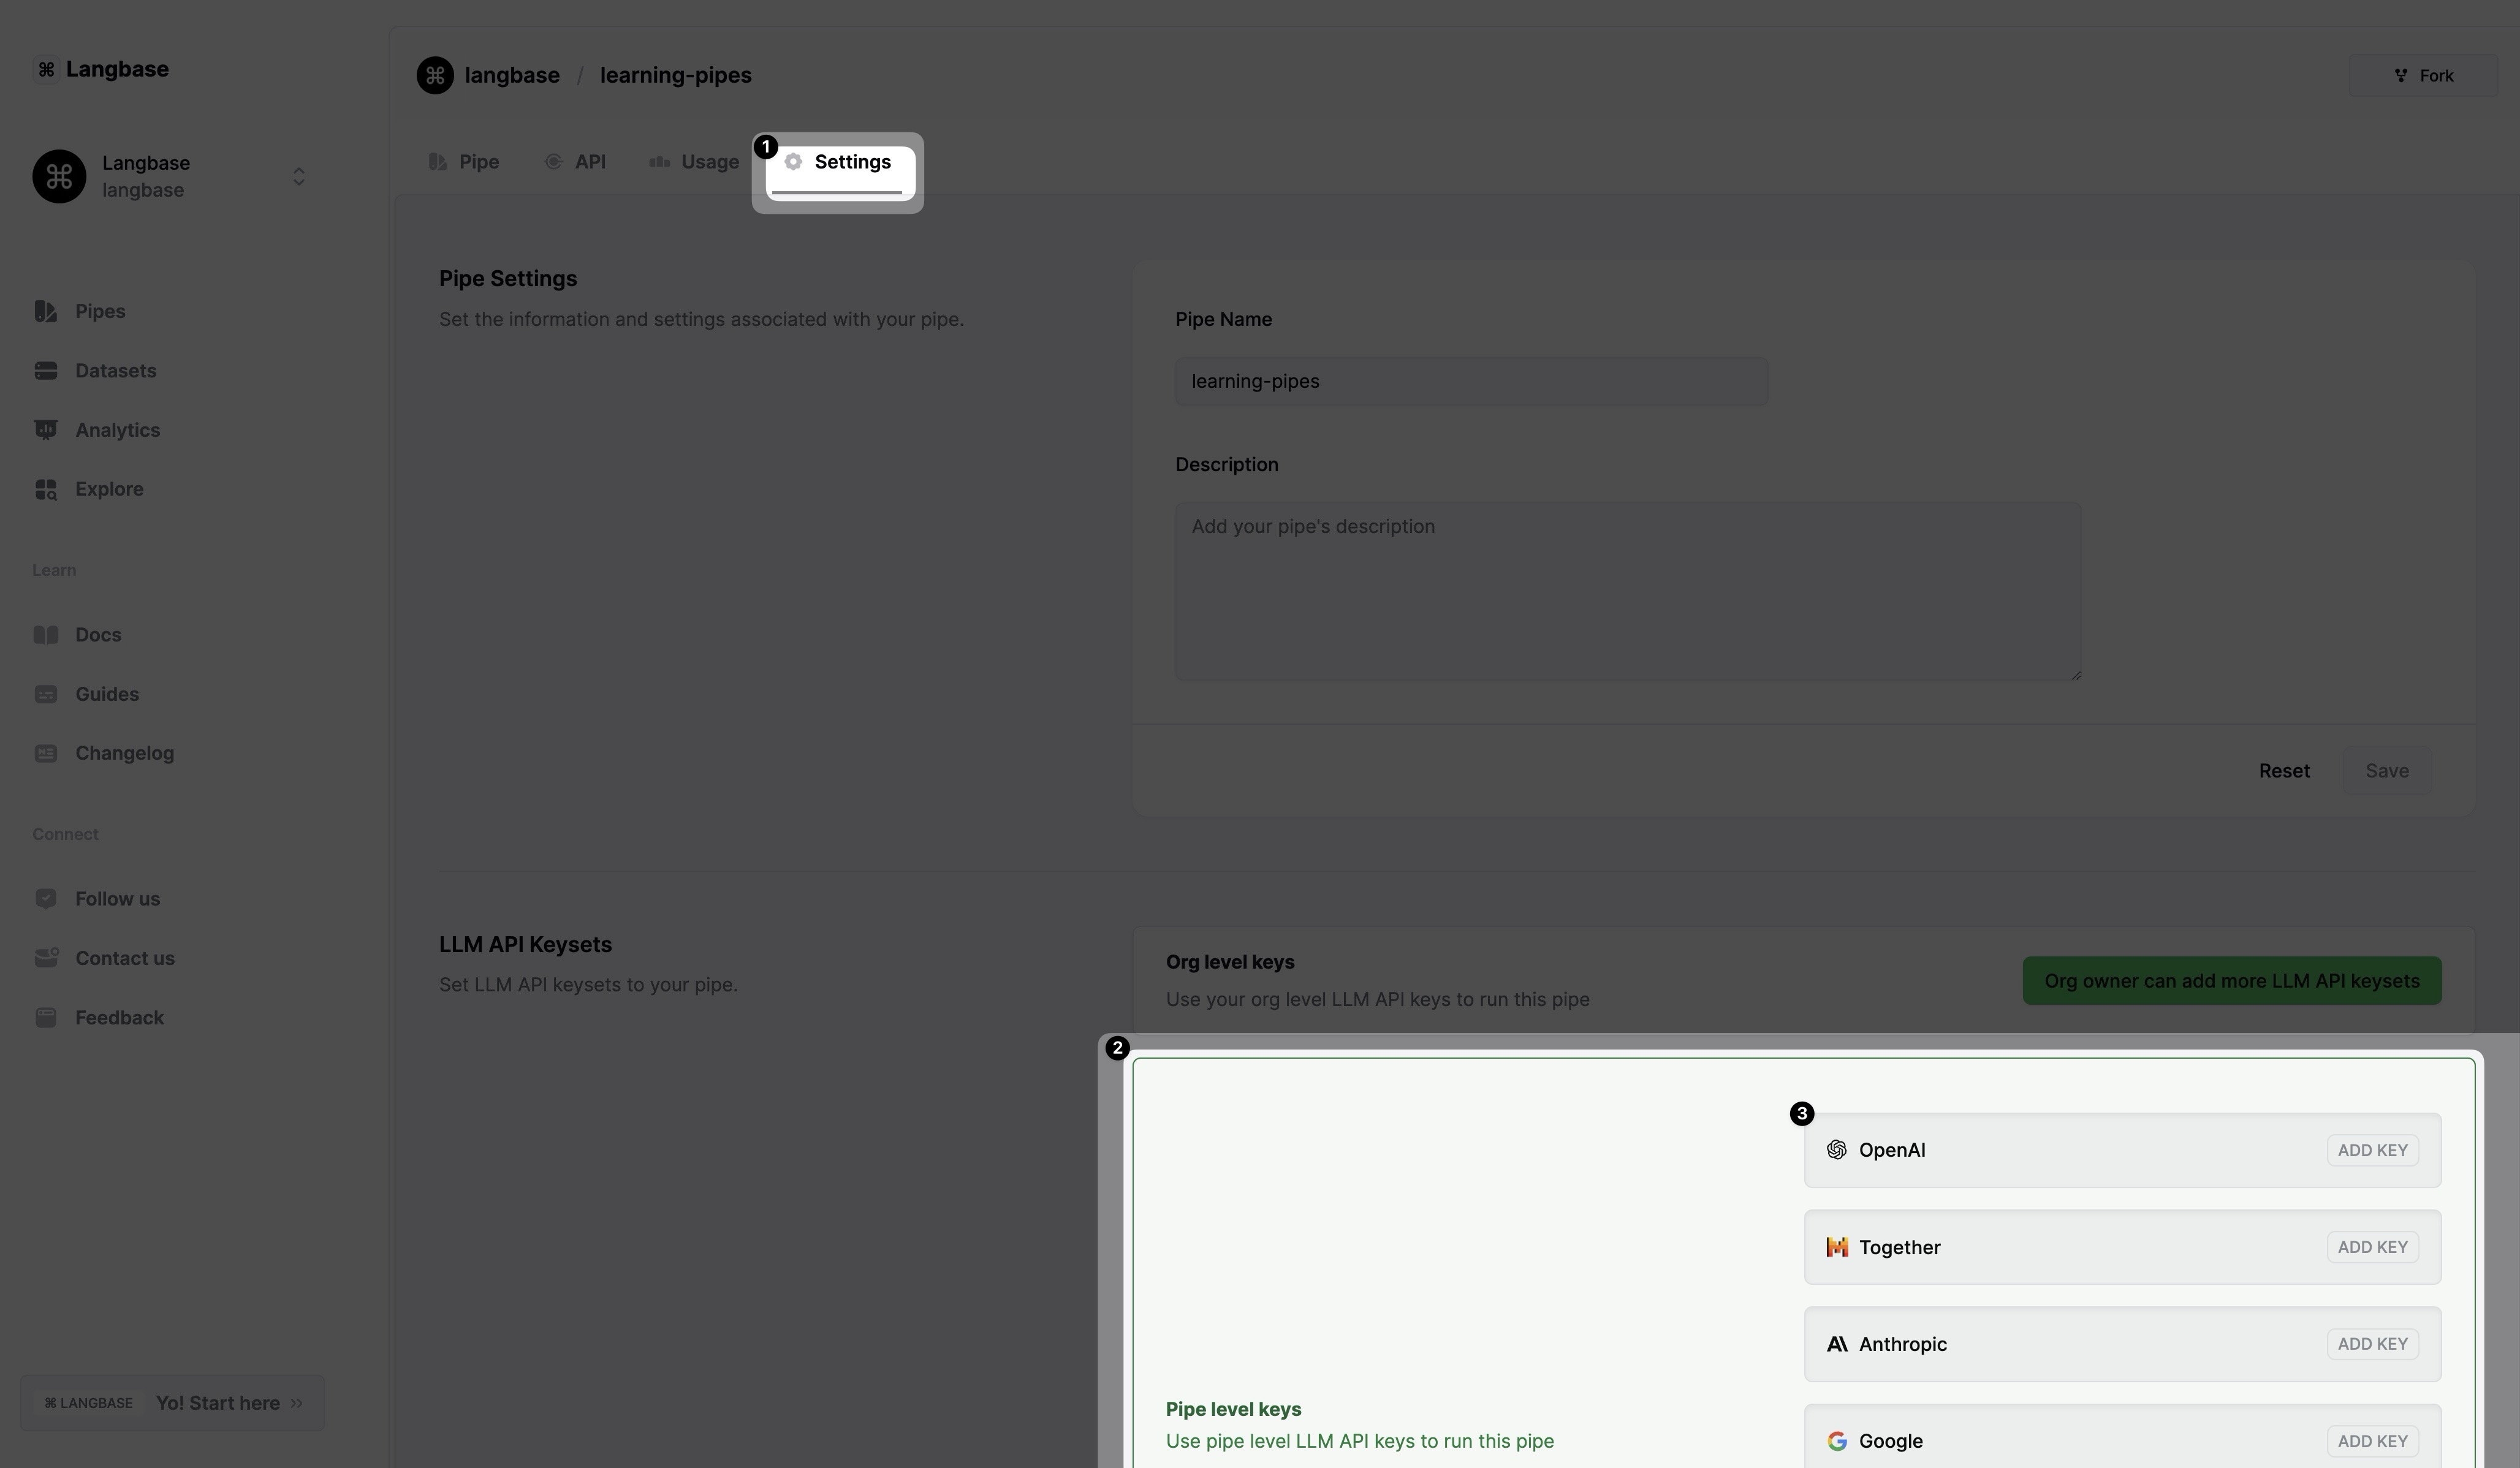 Langbase
Langbase
langbase
Pipes
Datasets
Analytics
Explore
Learn
Docs
Guides
Changelog
Connect
Follow us
Contact us
Feedback
LANGBASE Yo! Start here
langbase / learning-pipes
Fork
Pipe API Usage 1 Settings
Pipe Settings
Set the information and settings associated with your pipe.
Pipe Name
learning-pipes
Description
Add your pipe's description
Reset Save
LLM API Keysets
Set LLM API keysets to your pipe.
Org level keys
Use your org level LLM API keys to run this pipe
Org owner can add more LLM API keysets
2
Pipe level keys
Use pipe level LLM API keys to run this pipe
3
OpenAI ADD KEY
Together ADD KEY
Anthropic ADD KEY
Google ADD KEY